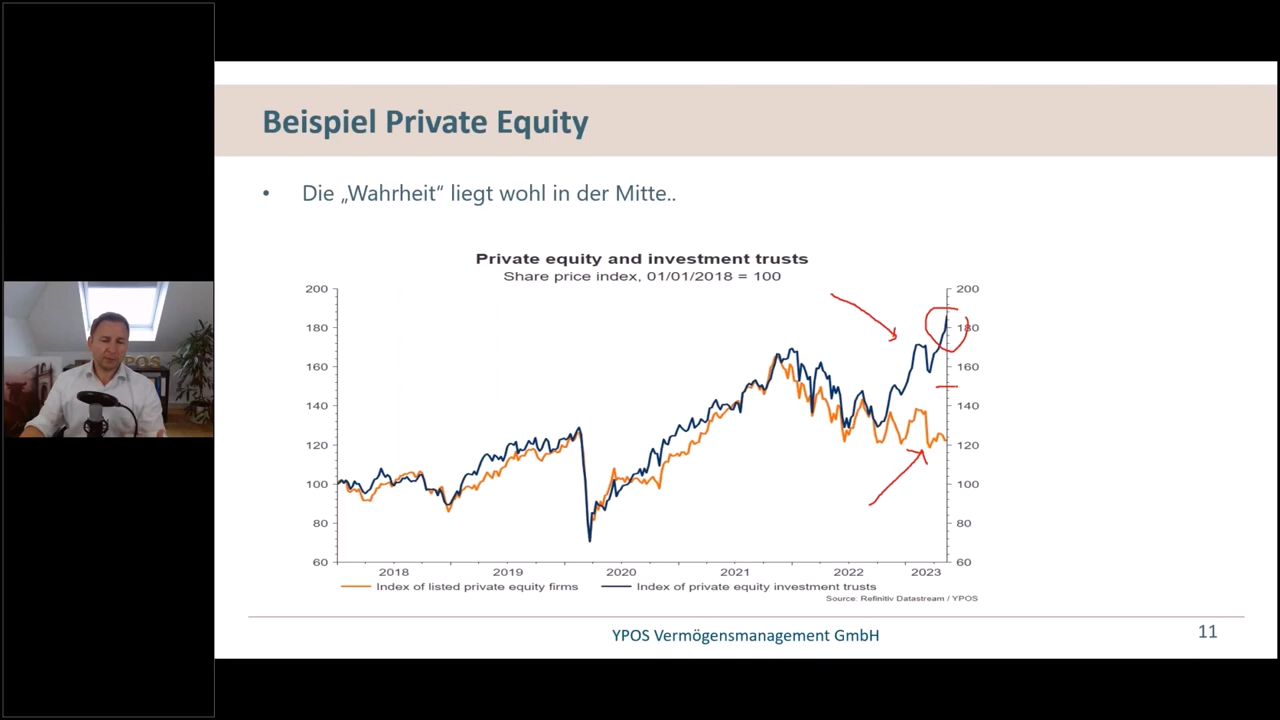 Beispiel Private Equity
• Die „Wahrheit“ liegt wohl in der Mitte..
Private equity and investment trusts
Share price index, 01/01/2018 = 100
200 200
180 180
160 160
140 140
120 120
100 100
80 80
60 60
2018 2019 2020 2021 2022 2023
Index of listed private equity firms Index of private equity investment trusts
Source: Refinitiv Datastream / YPOS
YPOS Vermögensmanagement GmbH
11